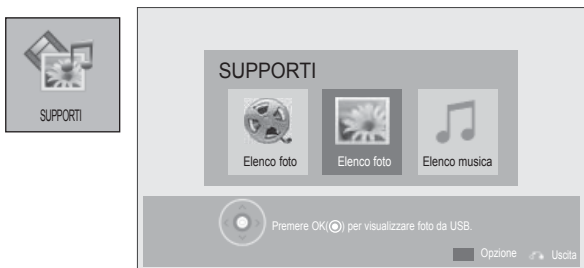 SUPPORTI
SUPPORTI
Elenco foto
Elenco foto
Elenco musica
Premere OK(◉) per visualizzare foto da USB.
Opzione
Uscita